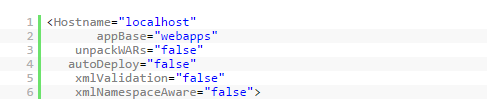 1 <Hostname="localhost"
2 appBase="webapps"
3 unpackWARs="false"
4 autoDeploy="false"
5 xmlValidation="false"
6 xmlNamespaceAware="false">